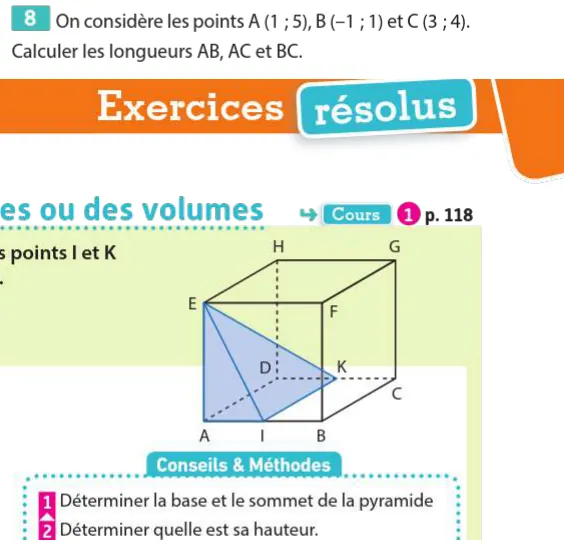 8 On considère les points A (1 ; 5), B (–1 ; 1) et C (3 ; 4).
Calculer les longueurs AB, AC et BC.
Exercices résolus
es ou des volumes
Cours 1 p. 118
s points I et K
.
H G
E F
D K
C
A I B
Conseils & Méthodes
1 Déterminer la base et le sommet de la pyramide
2 Déterminer quelle est sa hauteur.